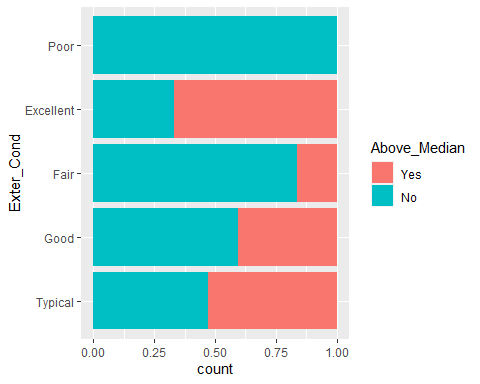 Exter_Cond
Poor
Excellent
Fair
Good
Typical
0.00 0.25 0.50 0.75 1.00
count
Above_Median
Yes
No